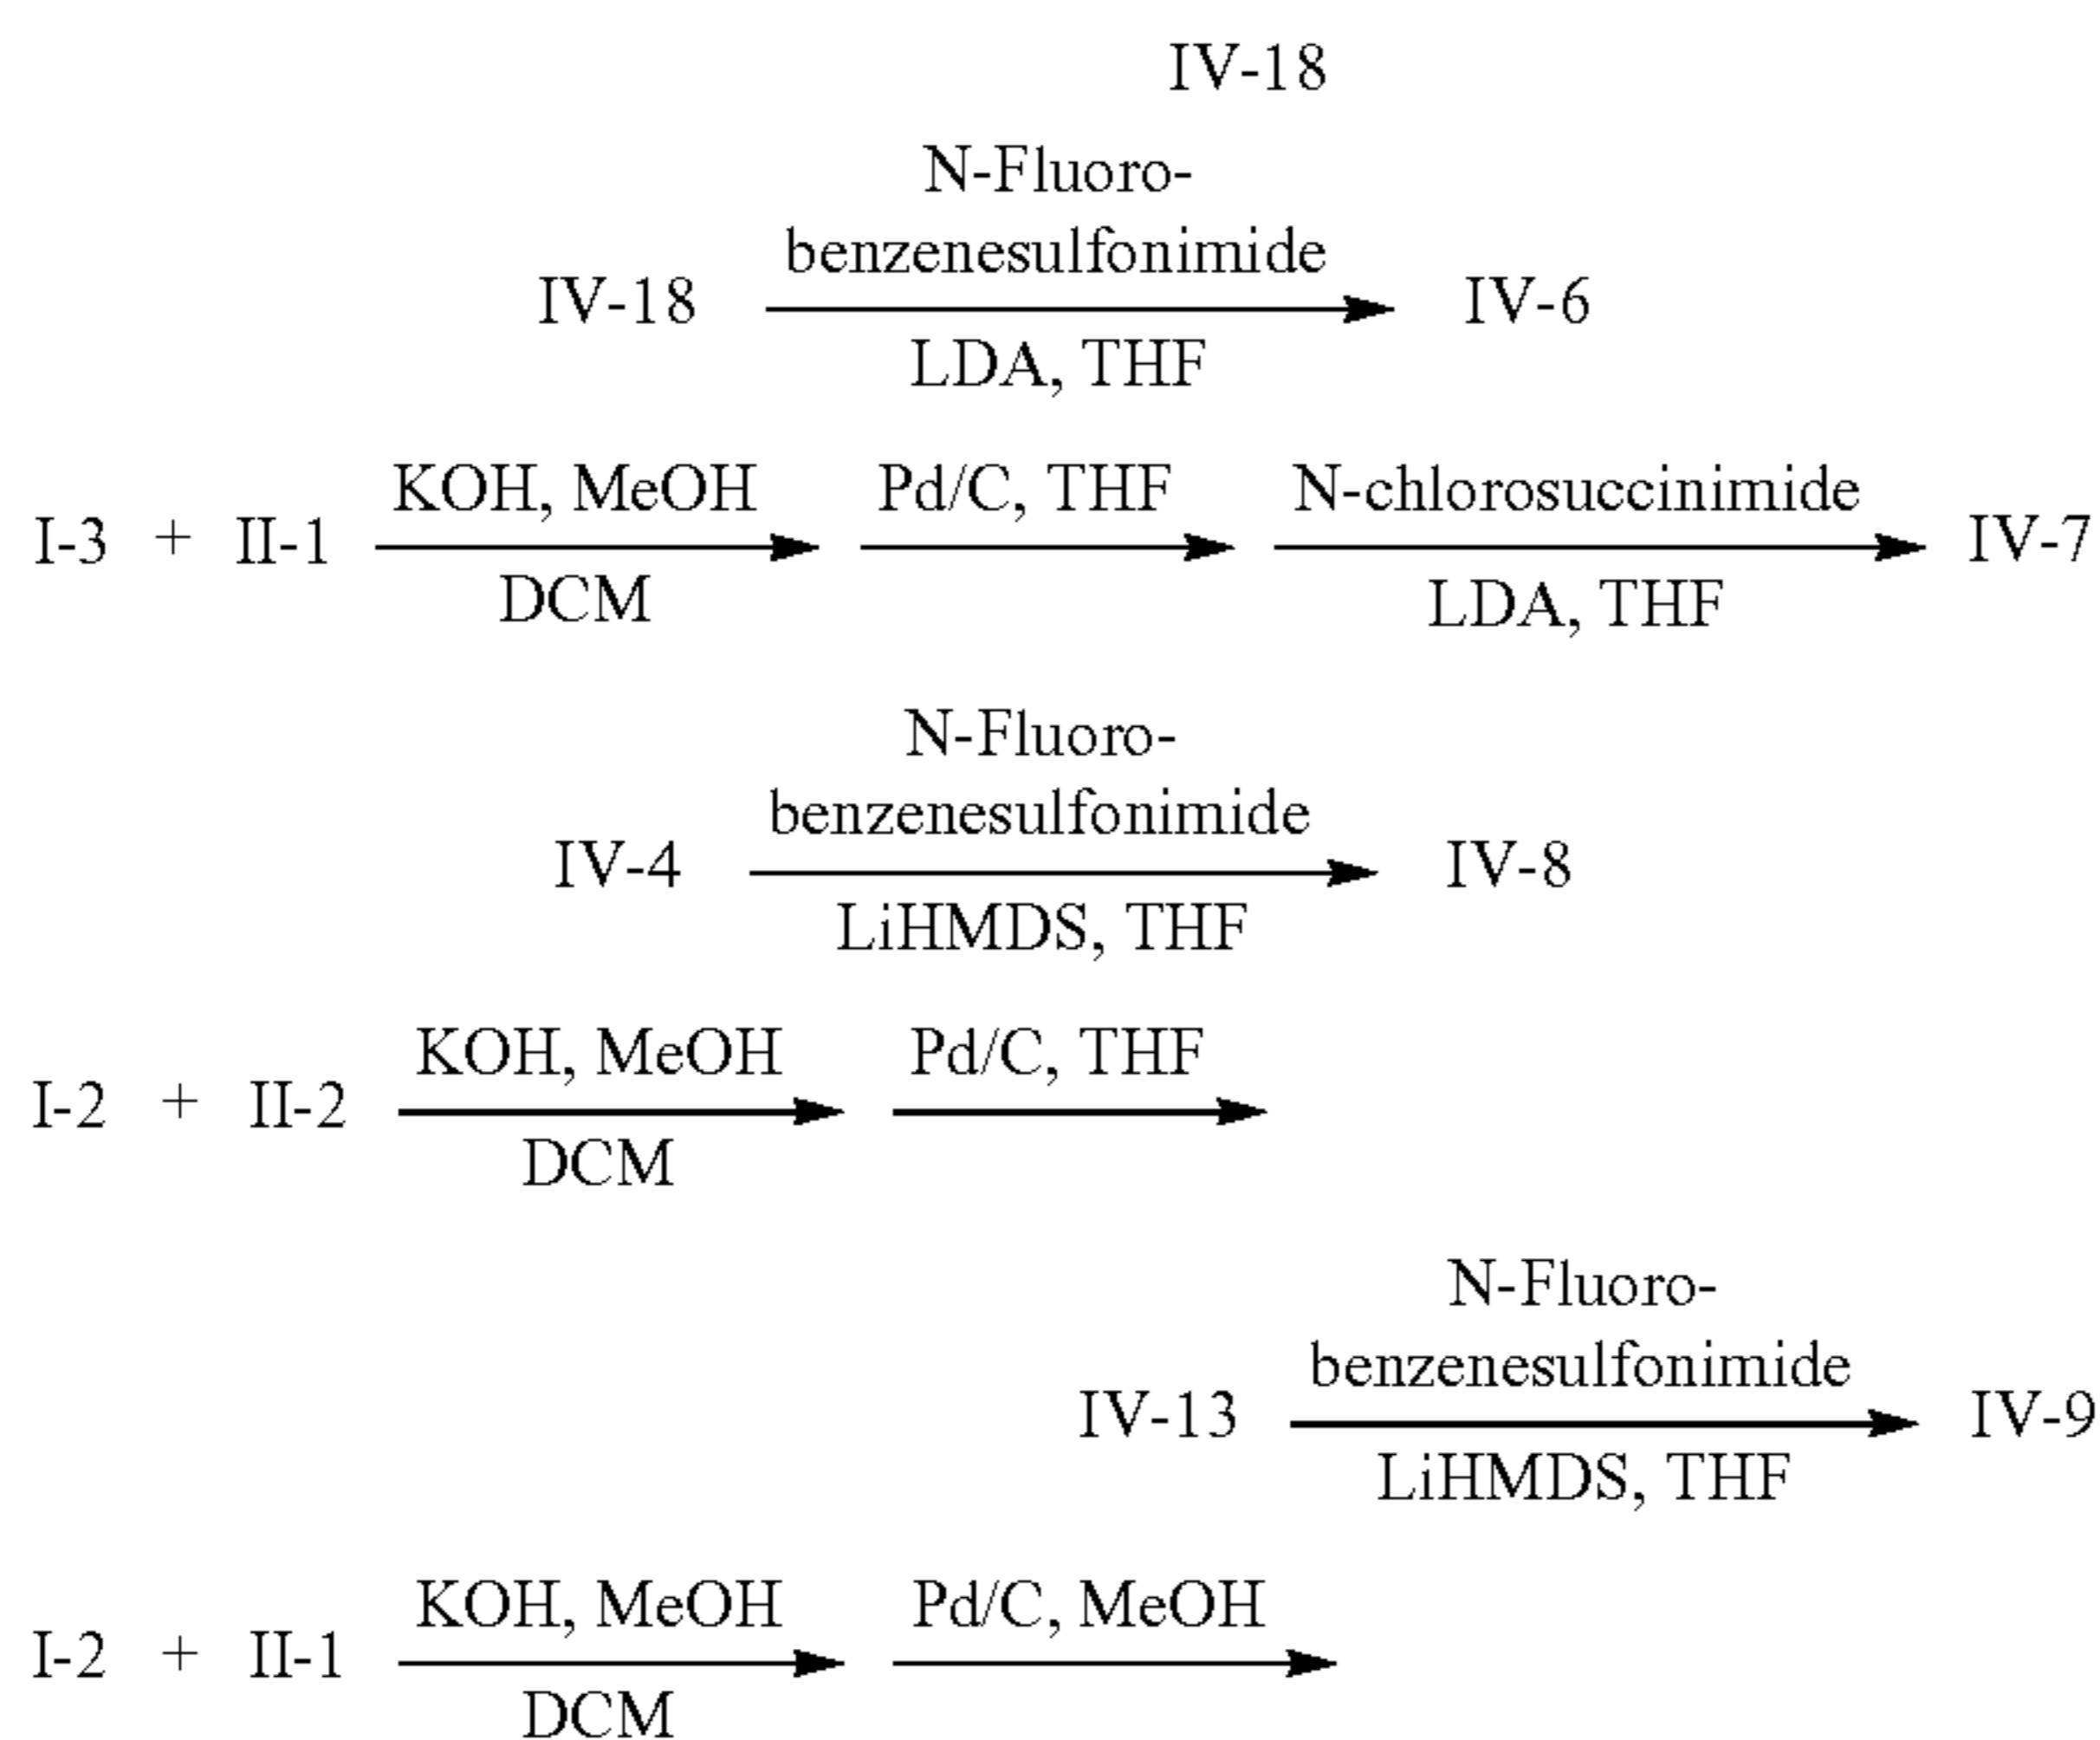 IV-18
N-Fluoro-
benzenesulfonimide
IV-18 IV-6
LDA, THF
KOH, MeOH Pd/C, THF N-chlorosuccinimide
I-3 + II-1 IV-7
DCM LDA, THF
N-Fluoro-
benzenesulfonimide
IV-4 IV-8
LiHMDS, THF
KOH, MeOH Pd/C, THF
I-2 + II-2
DCM
N-Fluoro-
benzenesulfonimide
IV-13 IV-9
LiHMDS, THF
KOH, MeOH Pd/C, MeOH
I-2 + II-1
DCM